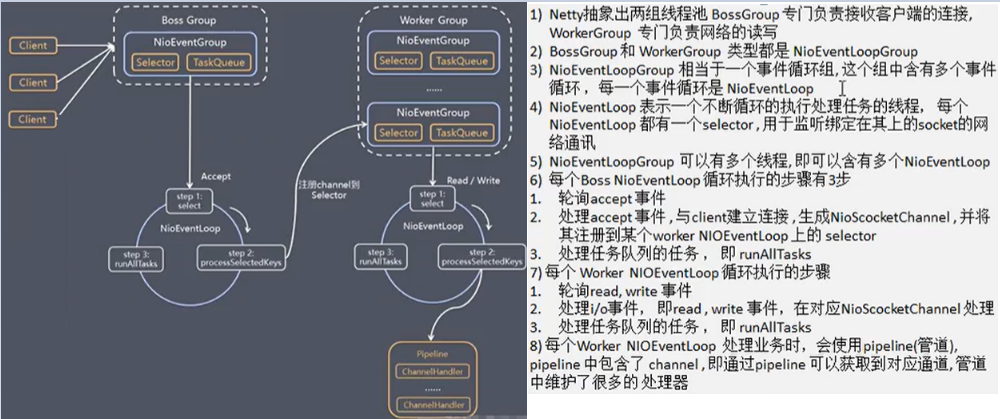 Boss Group
NioEventGroup
Selector
TaskQueue
Client
Client
Client
Accept
step 1:
select
NioEventLoop
step 3:
runAllTasks
step 2:
processSelectedKeys
注册channel到
Selector
Worker Group
NioEventGroup
Selector
TaskQueue
......
NioEventGroup
Selector
TaskQueue
Read / Write
step 1:
select
NioEventLoop
step 3:
runAllTasks
step 2:
processSelectedKeys
Pipeline
ChannelHandler
......
ChannelHandler
1) Netty抽象出两组线程池 BossGroup 专门负责接收客户端的连接,
WorkerGroup 专门负责网络的读写
2) BossGroup 和 WorkerGroup 类型都是 NioEventLoopGroup
3) NioEventLoopGroup 相当于一个事件循环组, 这个组中含有多个事件
循环 , 每一个事件循环是 NioEventLoop
4) NioEventLoop 表示一个不断循环的执行处理任务的线程, 每个
NioEventLoop 都有一个selector , 用于监听绑定在其上的socket的网
络通讯
5) NioEventLoopGroup 可以有多个线程, 即可以含有多个NioEventLoop
6) 每个Boss NioEventLoop 循环执行的步骤有3步
1. 轮询accept 事件
2. 处理accept 事件 , 与client建立连接 , 生成NioScocketChannel , 并将
其注册到某个worker NIOEventLoop 上的 selector
3. 处理任务队列的任务 , 即 runAllTasks
7) 每个 Worker NIOEventLoop 循环执行的步骤
1. 轮询read, write 事件
2. 处理i/o事件, 即read , write 事件, 在对应NioScocketChannel 处理
3. 处理任务队列的任务 , 即 runAllTasks
8) 每个Worker NIOEventLoop 处理业务时, 会使用pipeline(管道),
pipeline 中包含了 channel , 即通过pipeline 可以获取到对应通道, 管道
中维护了很多的 处理器